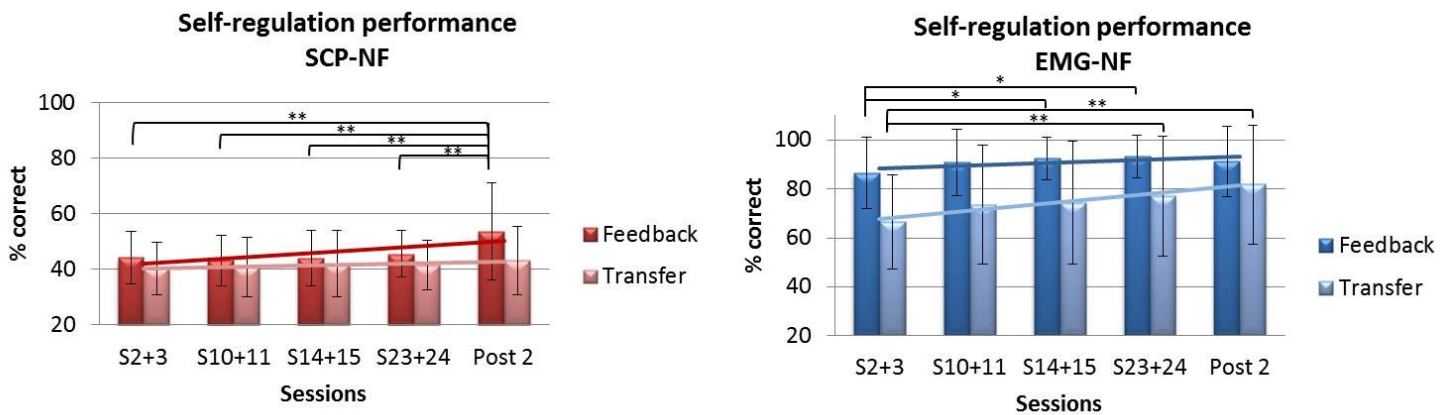 Self-regulation performance
SCP-NF
% correct
100
80
60
40
20
**
**
**
**
S2+3 S10+11 S14+15 S23+24 Post 2
Sessions
Feedback
Transfer
Self-regulation performance
EMG-NF
% correct
100
80
60
40
20
*
*
**
**
S2+3 S10+11 S14+15 S23+24 Post 2
Sessions
Feedback
Transfer